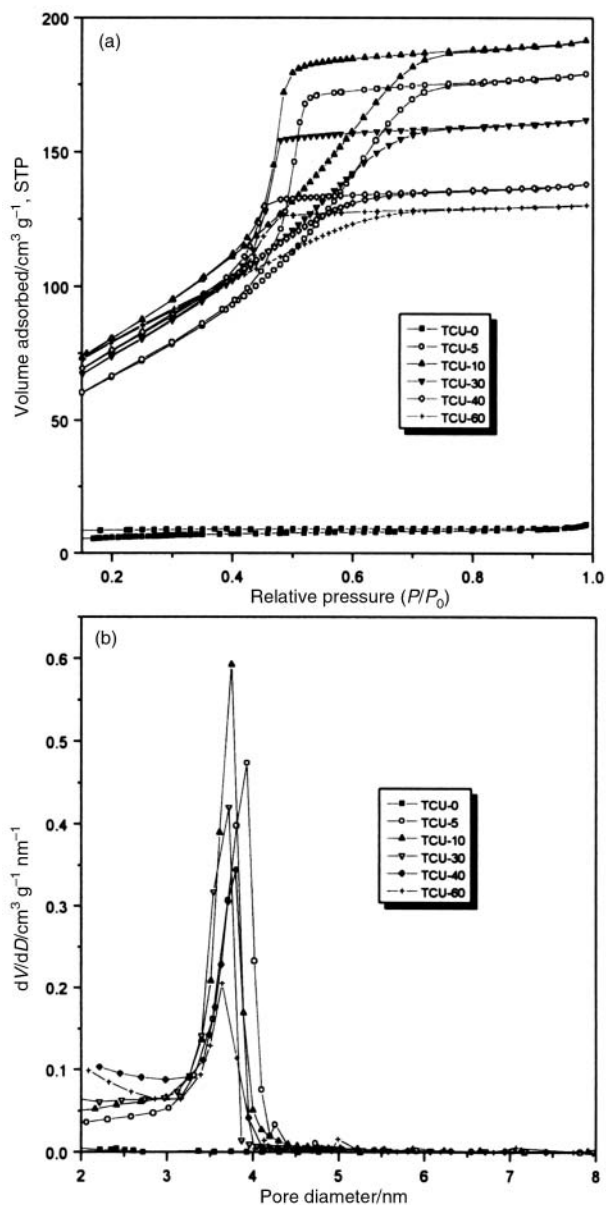 (a)
200
150
100
50
0
Volume adsorbed/cm³ g⁻¹, STP
TCU-0
TCU-5
TCU-10
TCU-30
TCU-40
TCU-60
0.2 0.4 0.6 0.8 1.0
Relative pressure (P/P₀)
(b)
0.6
0.5
0.4
0.3
0.2
0.1
0.0
dV/dD/cm³ g⁻¹ nm⁻¹
TCU-0
TCU-5
TCU-10
TCU-30
TCU-40
TCU-60
2 3 4 5 6 7 8
Pore diameter/nm